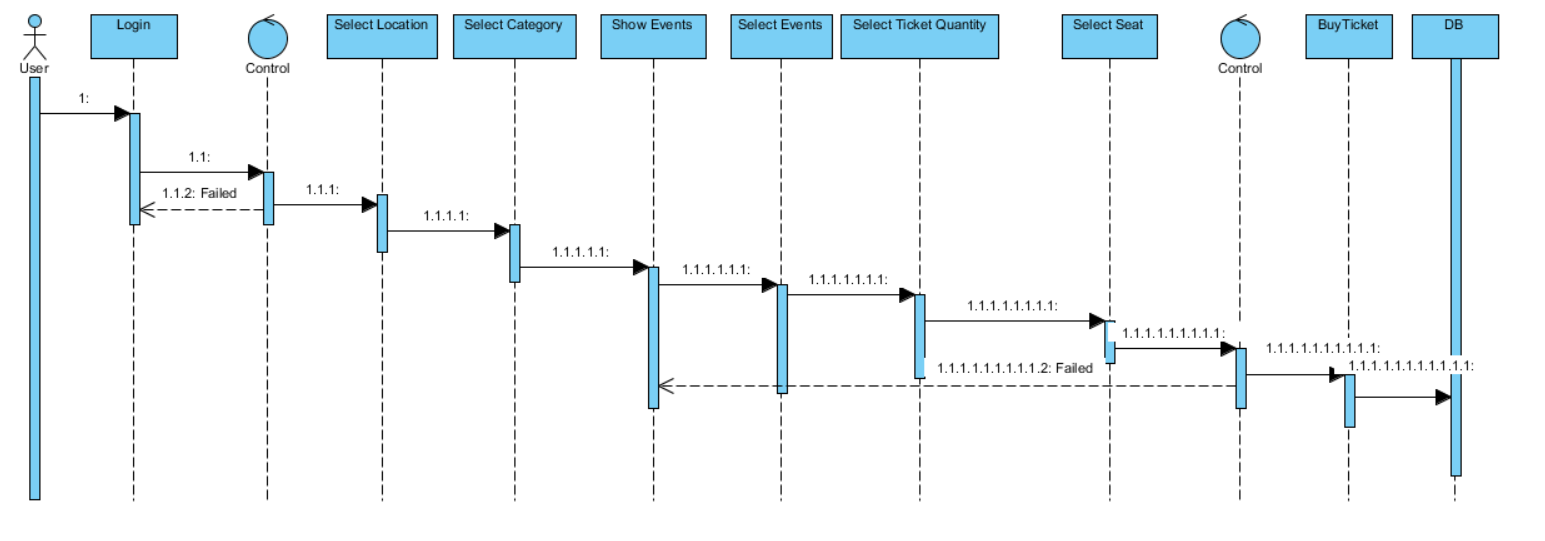 User
Login
Control
Select Location
Select Category
Show Events
Select Events
Select Ticket Quantity
Select Seat
Control
BuyTicket
DB
1:
1.1:
1.1.2: Failed
1.1.1:
1.1.1.1:
1.1.1.1.1:
1.1.1.1.1.1:
1.1.1.1.1.1.1:
1.1.1.1.1.1.1.1:
1.1.1.1.1.1.1.1.1:
1.1.1.1.1.1.1.1.1.1:
1.1.1.1.1.1.1.1.1.1.1:
1.1.1.1.1.1.1.1.1.2: Failed